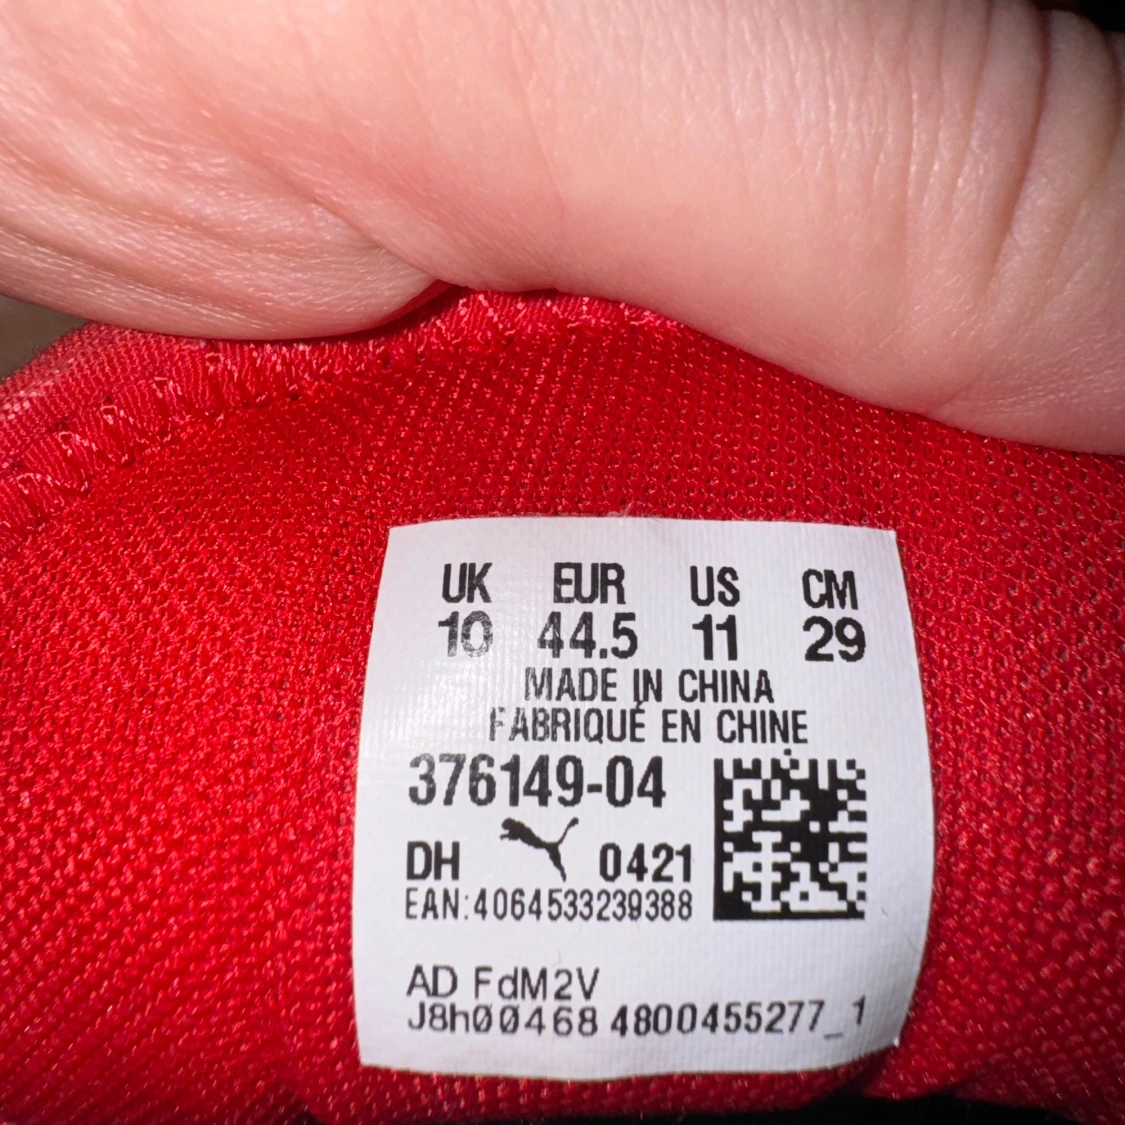 UK EUR US CM
10 44.5 11 29
MADE IN CHINA
FABRIQUÉ EN CHINE
376149-04
DH 0421
EAN:4064533239388
AD FdM2V
J8h00468 4800455277_1